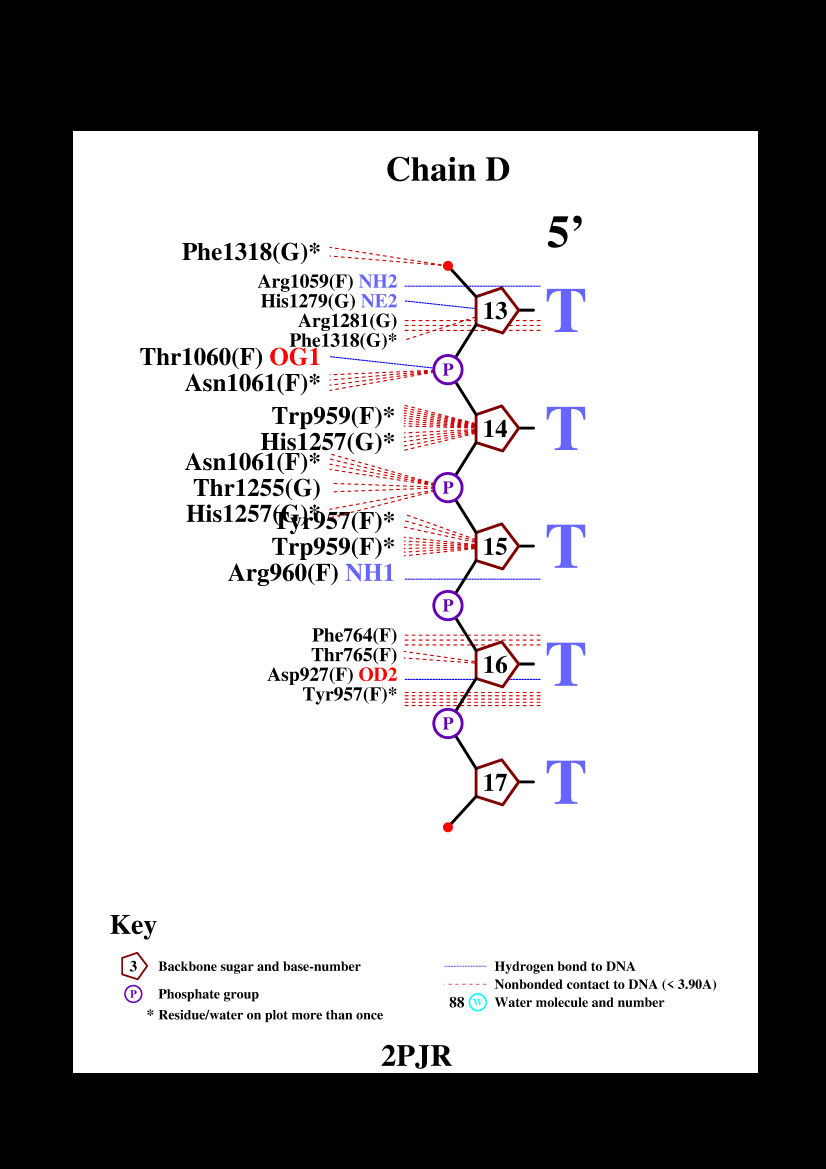 Chain D
5’
Phe1318(G)*
Arg1059(F) NH2
His1279(G) NE2
13
T
Arg1281(G)
Phe1318(G)*
Thr1060(F) OG1
P
Asn1061(F)*
Trp959(F)*
14
T
His1257(G)*
Asn1061(F)*
Thr1255(G)
P
His1257(G)*
Tyr957(F)*
Trp959(F)*
15
T
Arg960(F) NH1
P
Phe764(F)
Thr765(F)
16
T
Asp927(F) OD2
Tyr957(F)*
P
17
T
Key
3 Backbone sugar and base-number
P Phosphate group
* Residue/water on plot more than once
Hydrogen bond to DNA
Nonbonded contact to DNA (< 3.90A)
88 W Water molecule and number
2PJR